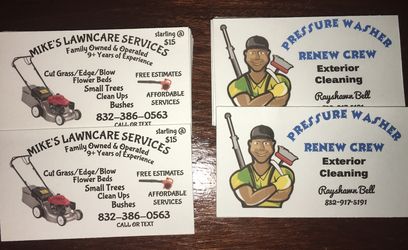 MIKE'S LAWNCARE SERVICES
starting @
$15
Family Owned & Operated
9+ Years of Experience
Cut Grass/Edge/Blow
Flower Beds
Small Trees
Clean Ups
Bushes
FREE ESTIMATES
AFFORDABLE
SERVICES
832-386-0563
CALL OR TEXT
PRESSURE WASHER
RENEW CREW
Exterior
Cleaning
Rayshawn Bell
832-917-5191
MIKE'S LAWNCARE SERVICES
starting @
$15
Family Owned & Operated
9+ Years of Experience
Cut Grass/Edge/Blow
Flower Beds
Small Trees
Clean Ups
Bushes
FREE ESTIMATES
AFFORDABLE
SERVICES
832-386-0563
CALL OR TEXT
PRESSURE WASHER
RENEW CREW
Exterior
Cleaning
Rayshawn Bell
832-917-5191